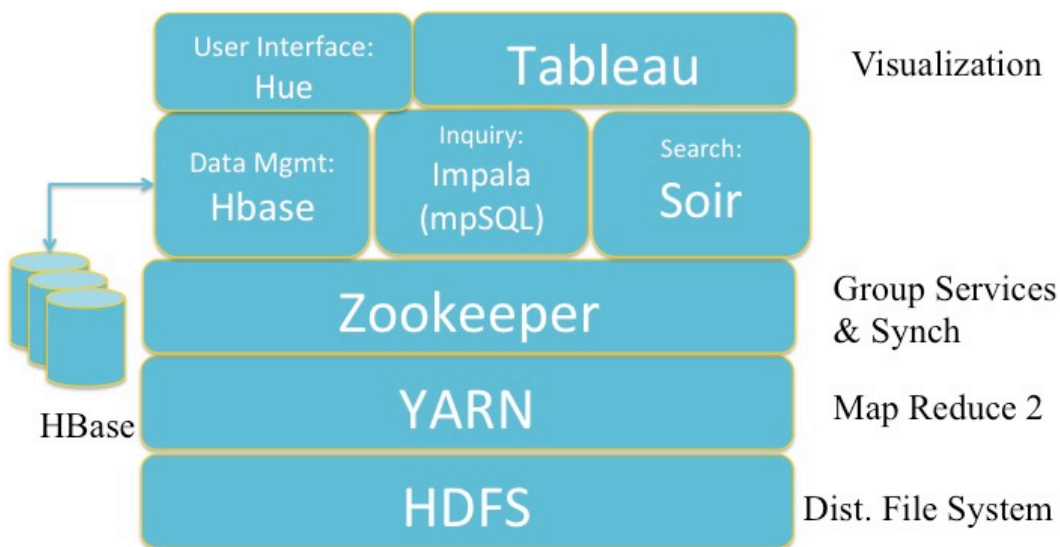 User Interface:
Hue
Tableau
Visualization
Data Mgmt:
Hbase
Inquiry:
Impala
(mpSQL)
Search:
Soir
Zookeeper
Group Services
& Synch
HBase
YARN
Map Reduce 2
HDFS
Dist. File System